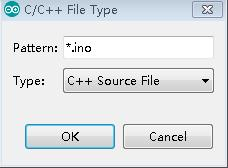 C/C++ File Type
Pattern: *.ino
Type: C++ Source File
OK Cancel